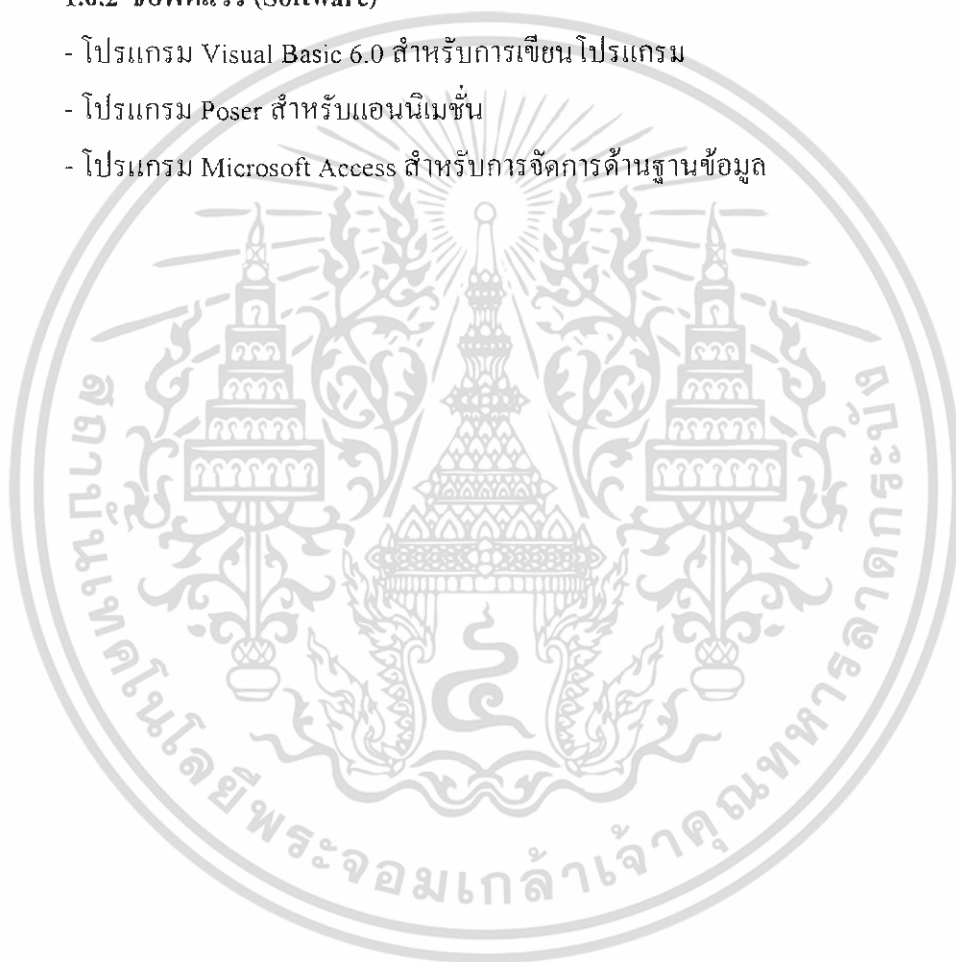 1.6.2 ซอฟต์แวร์ (Software)
- โปรแกรม Visual Basic 6.0 สำหรับการเขียนโปรแกรม
- โปรแกรม Poser สำหรับแอนนิเมชั่น
- โปรแกรม Microsoft Access สำหรับการจัดการด้านฐานข้อมูล
สถาบันเทคโนโลยีพระจอมเกล้าเจ้าคุณทหารลาดกระบัง